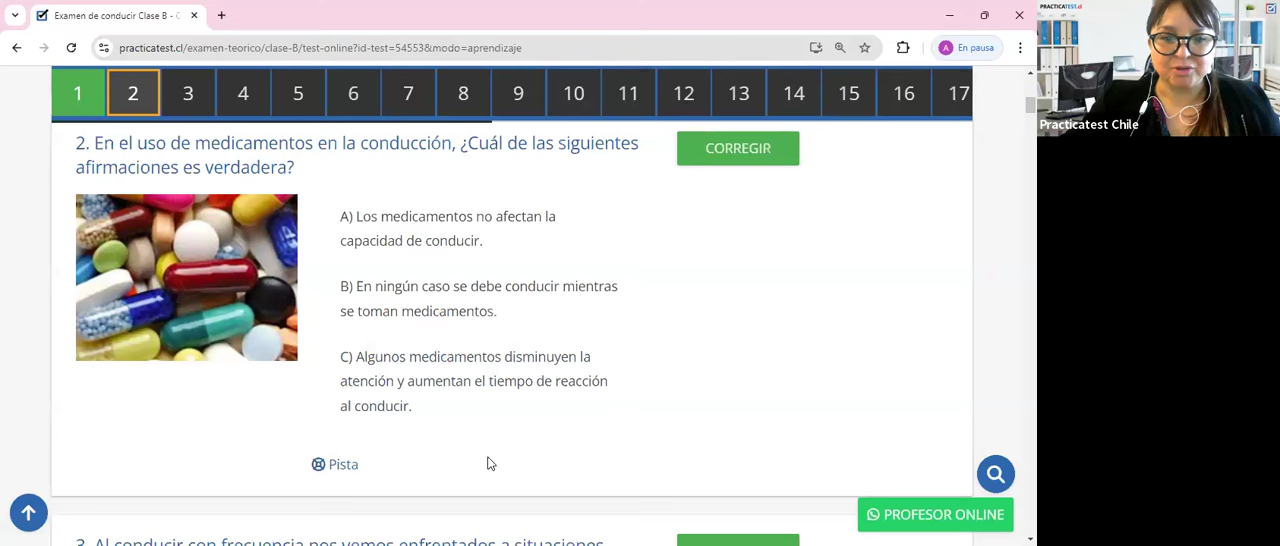 Examen de conducir Clase B - C
practicatest.cl/examen-teorico/clase-B/test-online?id-test=54553&modo=aprendizaje
A En pausa
PRACTICATEST.cl
1 2 3 4 5 6 7 8 9 10 11 12 13 14 15 16 17
Practicatest Chile
2. En el uso de medicamentos en la conducción, ¿Cuál de las siguientes
afirmaciones es verdadera?
CORREGIR
A) Los medicamentos no afectan la
capacidad de conducir.
B) En ningún caso se debe conducir mientras
se toman medicamentos.
C) Algunos medicamentos disminuyen la
atención y aumentan el tiempo de reacción
al conducir.
Pista
PROFESOR ONLINE
3. Al conducir con frecuencia nos vemos enfrentados a situaciones